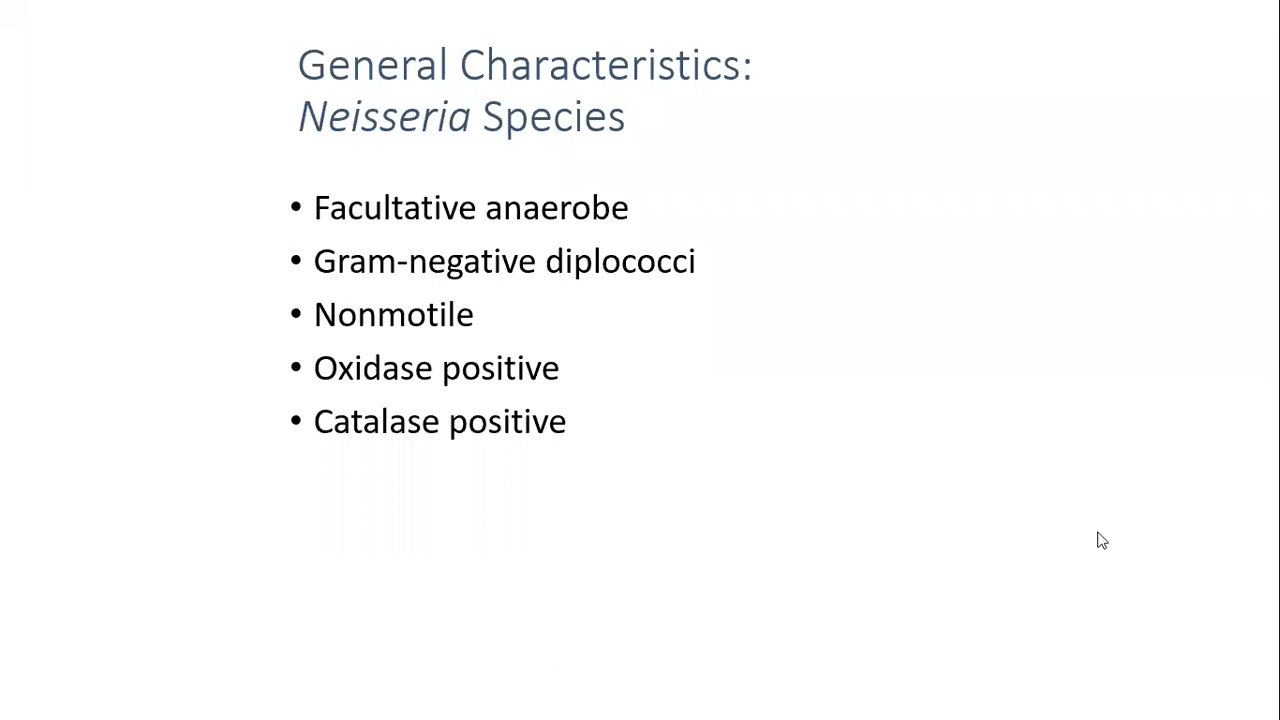 General Characteristics:
Neisseria Species
• Facultative anaerobe
• Gram-negative diplococci
• Nonmotile
• Oxidase positive
• Catalase positive